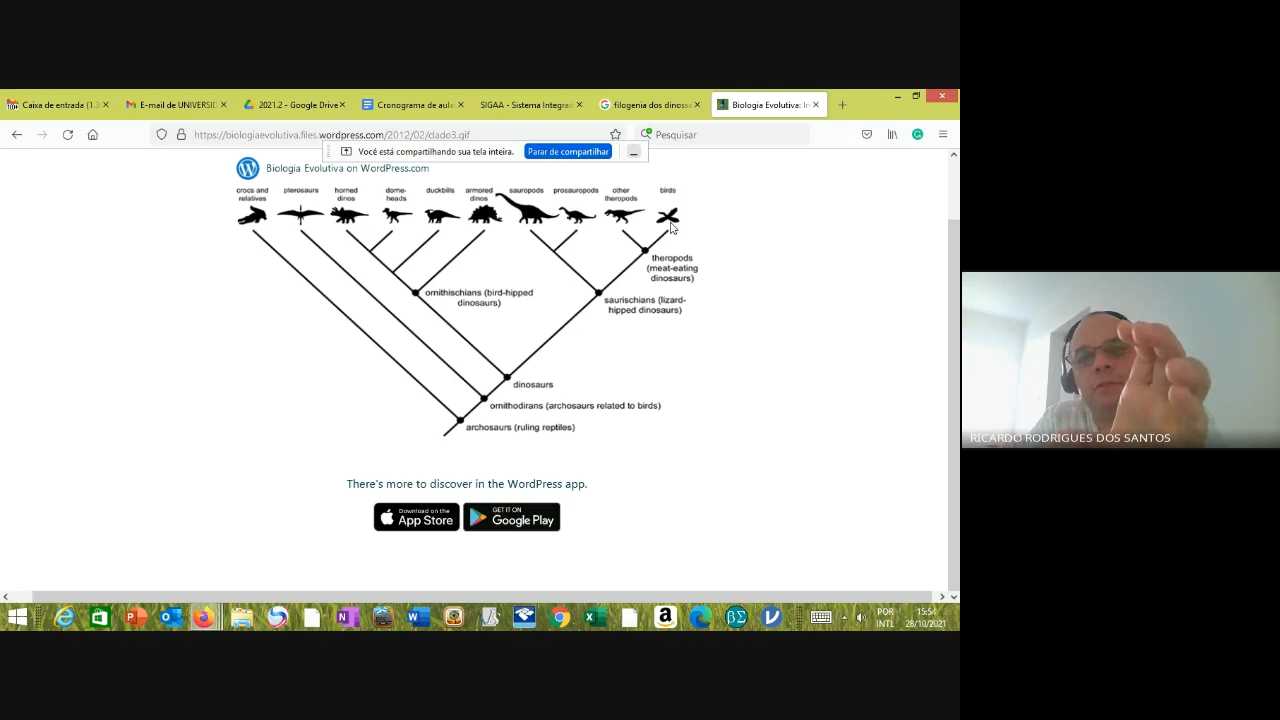 Caixa de entrada (1.3
E-mail de UNIVERSID
2021.2 - Google Drive
Cronograma de aula
SIGAA - Sistema Integrad
filogenia dos dinoss
Biologia Evolutiva: In
https://biologiaevolutiva.files.wordpress.com/2012/02/dado3.gif
Pesquisar
Você está compartilhando sua tela inteira.
Parar de compartilhar
Biologia Evolutiva on WordPress.com
crocs and
relatives
pterosaurs
horned
dinos
dome-
heads
duckbills
armored
dinos
sauropods
prosauropods
other
theropods
birds
theropods
(meat-eating
dinosaurs)
ornithischians (bird-hipped
dinosaurs)
saurischians (lizard-
hipped dinosaurs)
dinosaurs
ornithodirans (archosaurs related to birds)
archosaurs (ruling reptiles)
There's more to discover in the WordPress app.
Download on the
App Store
GET IT ON
Google Play
RICARDO RODRIGUES DOS SANTOS
POR
INTL
15:54
28/10/2021